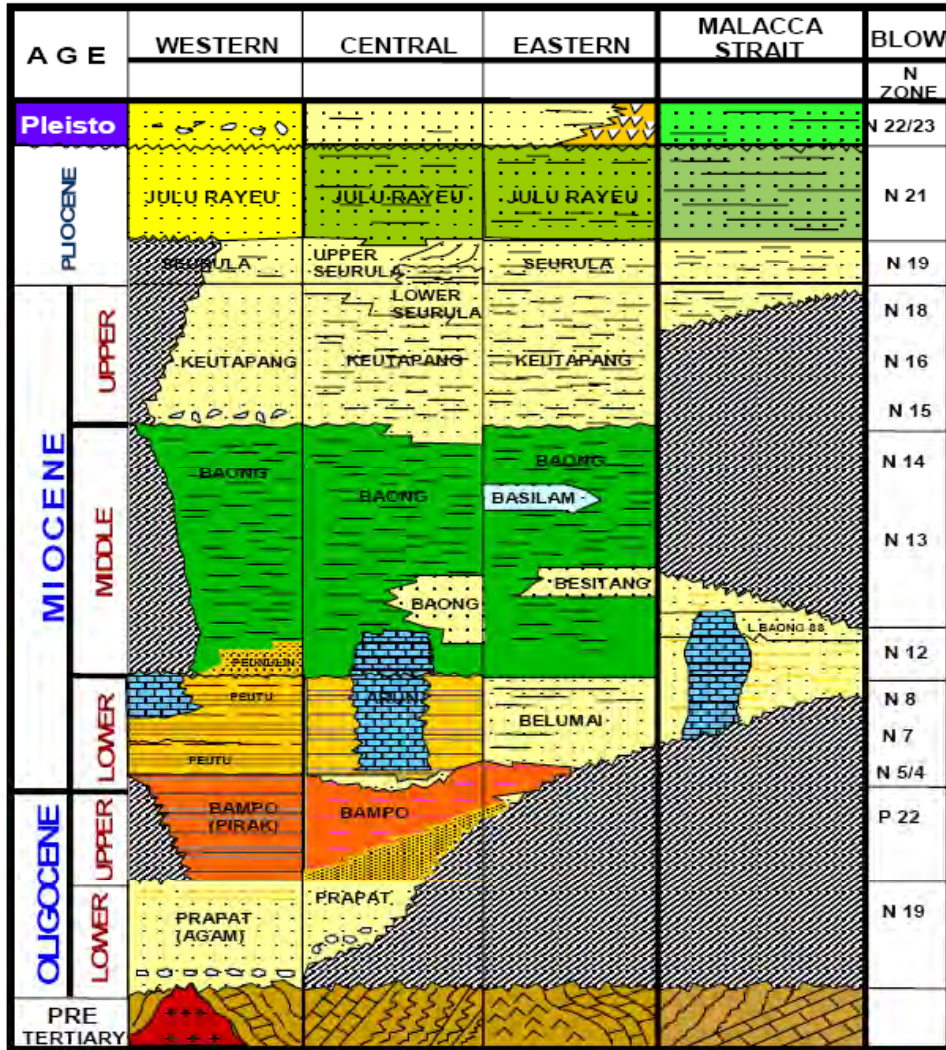 AGE
WESTERN
CENTRAL
EASTERN
MALACCA
STRAIT
BLOW
N
ZONE
Pleisto
N 22/23
PLIOCENE
JULU RAYEU
JULU RAYEU
JULU RAYEU
N 21
SEURULA
UPPER
SEURULA
SEURULA
N 19
MIOCENE
UPPER
LOWER
SEURULA
N 18
KEUTAPANG
KEUTAPANG
KEUTAPANG
N 16
N 15
MIDDLE
BAONG
BAONG
BAONG
N 14
BASILAM
N 13
BAONG
BESITANG
L.BAONG SS
PEUNULIN
N 12
LOWER
PEUTU
ARUN
BELUMAI
N 8
N 7
PEUTU
N 5/4
OLIGOCENE
UPPER
BAMPO
(PIRAK)
BAMPO
P 22
LOWER
PRAPAT
(AGAM)
PRAPAT
N 19
PRE
TERTIARY